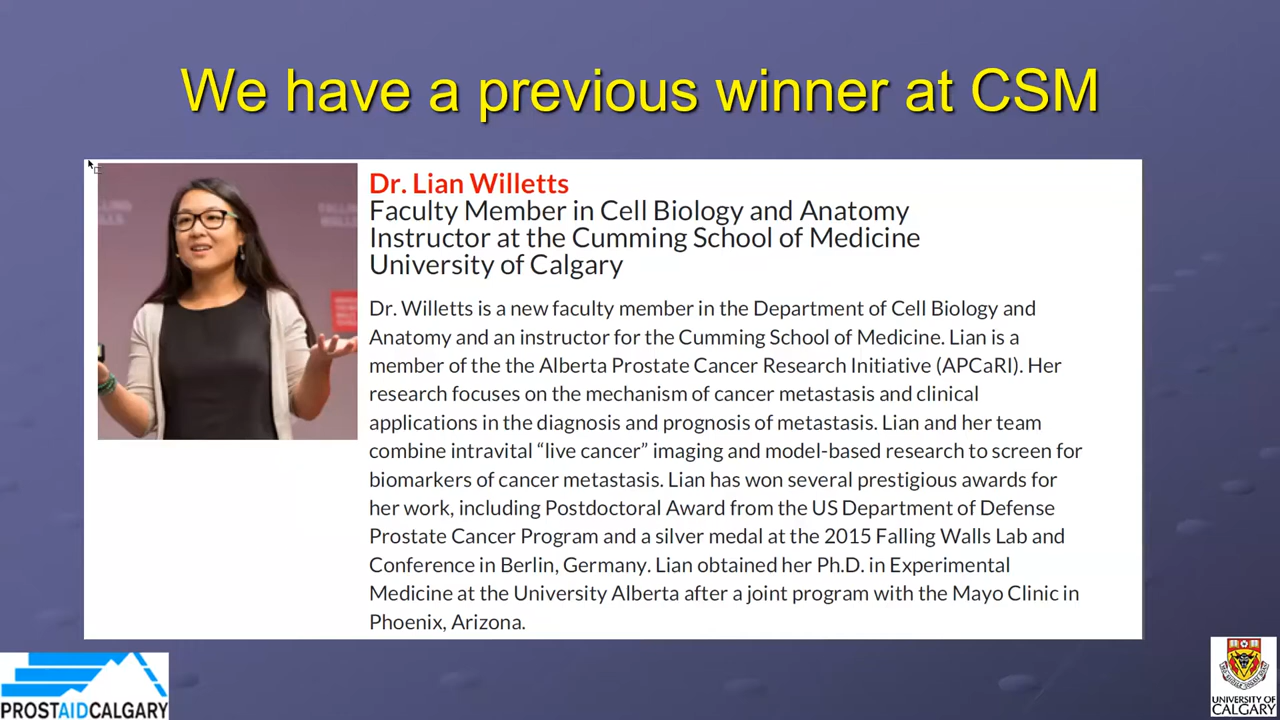 We have a previous winner at CSM
Dr. Lian Willetts
Faculty Member in Cell Biology and Anatomy
Instructor at the Cumming School of Medicine
University of Calgary
Dr. Willetts is a new faculty member in the Department of Cell Biology and
Anatomy and an instructor for the Cumming School of Medicine. Lian is a
member of the the Alberta Prostate Cancer Research Initiative (APCaRI). Her
research focuses on the mechanism of cancer metastasis and clinical
applications in the diagnosis and prognosis of metastasis. Lian and her team
combine intravital “live cancer” imaging and model-based research to screen for
biomarkers of cancer metastasis. Lian has won several prestigious awards for
her work, including Postdoctoral Award from the US Department of Defense
Prostate Cancer Program and a silver medal at the 2015 Falling Walls Lab and
Conference in Berlin, Germany. Lian obtained her Ph.D. in Experimental
Medicine at the University Alberta after a joint program with the Mayo Clinic in
Phoenix, Arizona.
PROSTAIDCALGARY
UNIVERSITY OF
CALGARY